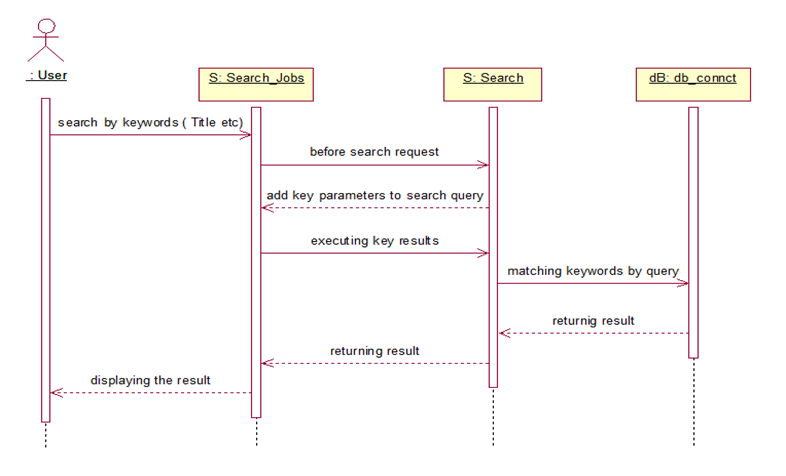 : User
S: Search_Jobs
S: Search
dB: db_connct
search by keywords ( Title etc)
before search request
add key parameters to search query
executing key results
matching keywords by query
returnig result
returning result
displaying the result